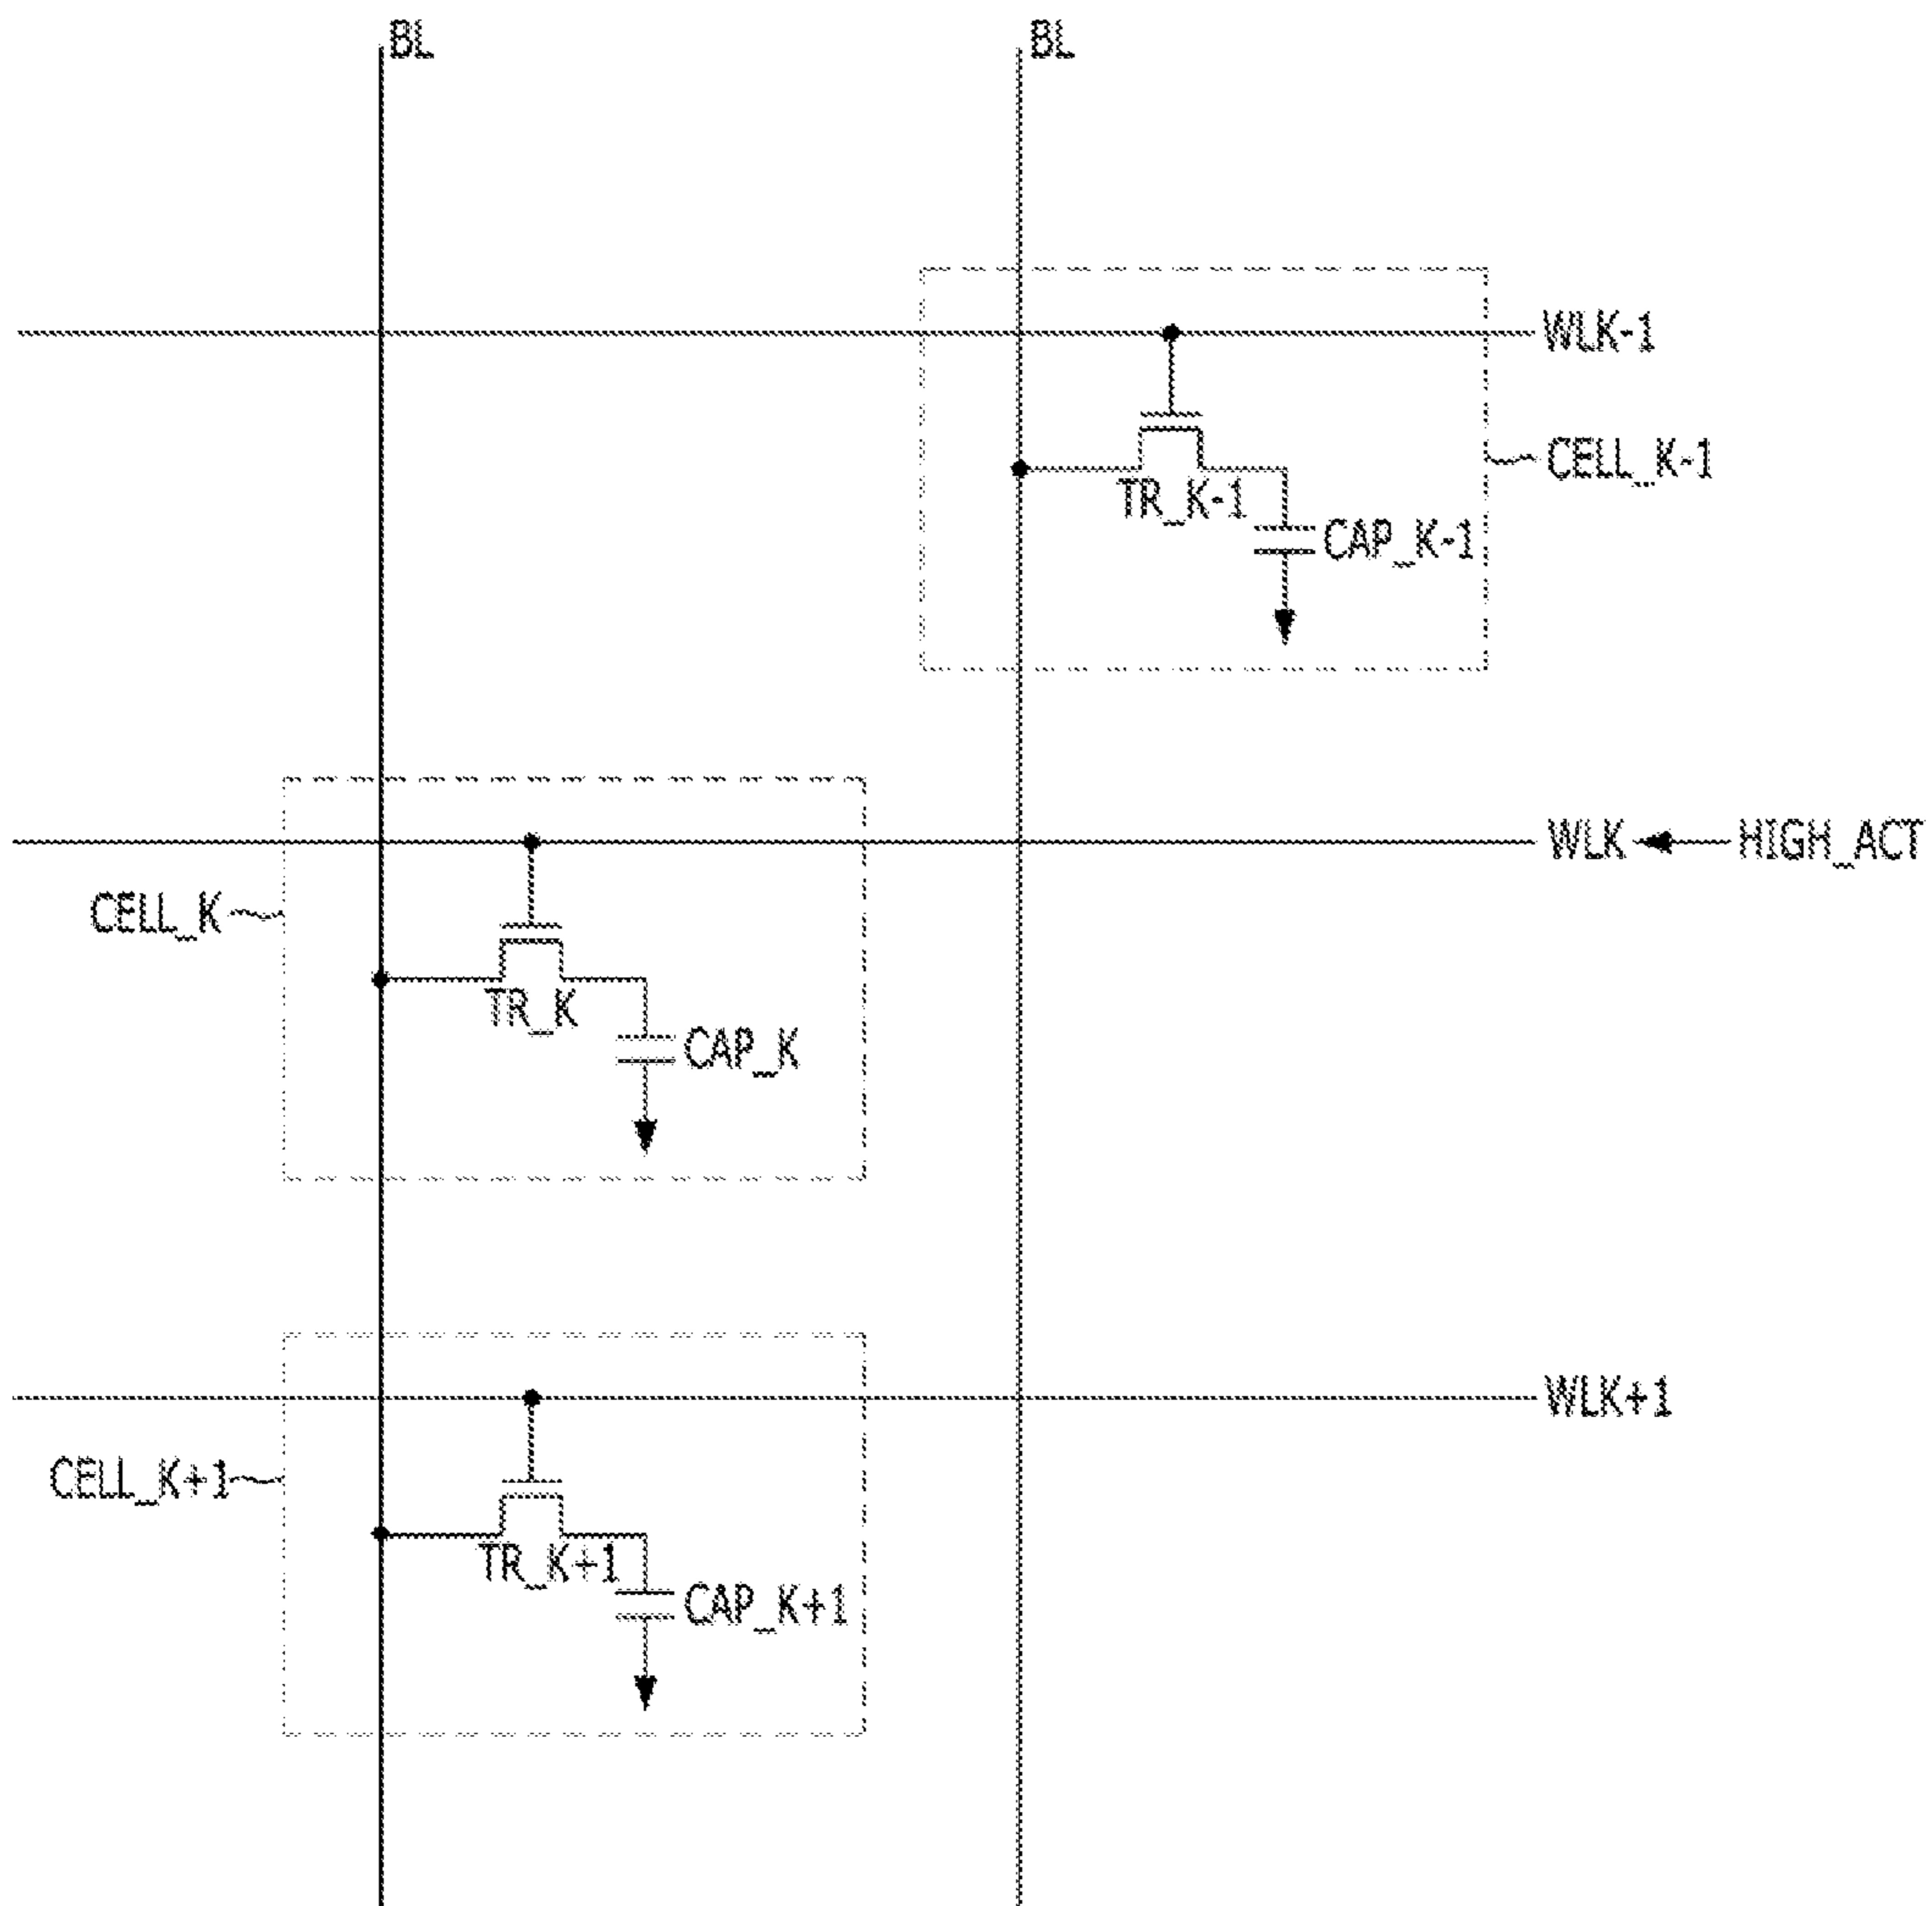 BL
BL
WLK-1
CELL_K-1
TR_K-1
CAP_K-1
WLK
HIGH_ACT
CELL_K
TR_K
CAP_K
WLK+1
CELL_K+1
TR_K+1
CAP_K+1